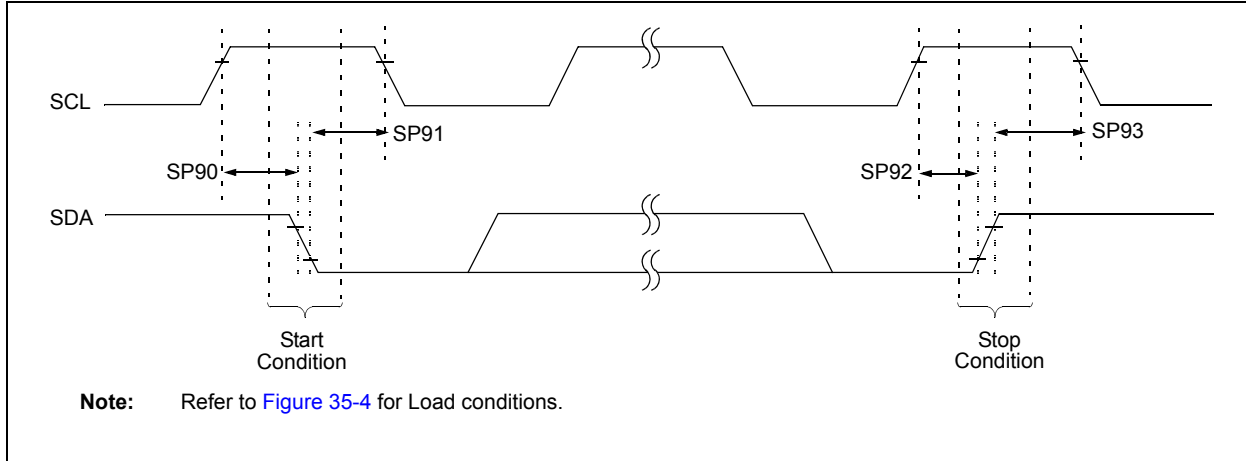 SCL
SP91
SP93
SP90
SP92
SDA
Start
Condition
Stop
Condition
Note: Refer to Figure 35-4 for Load conditions.